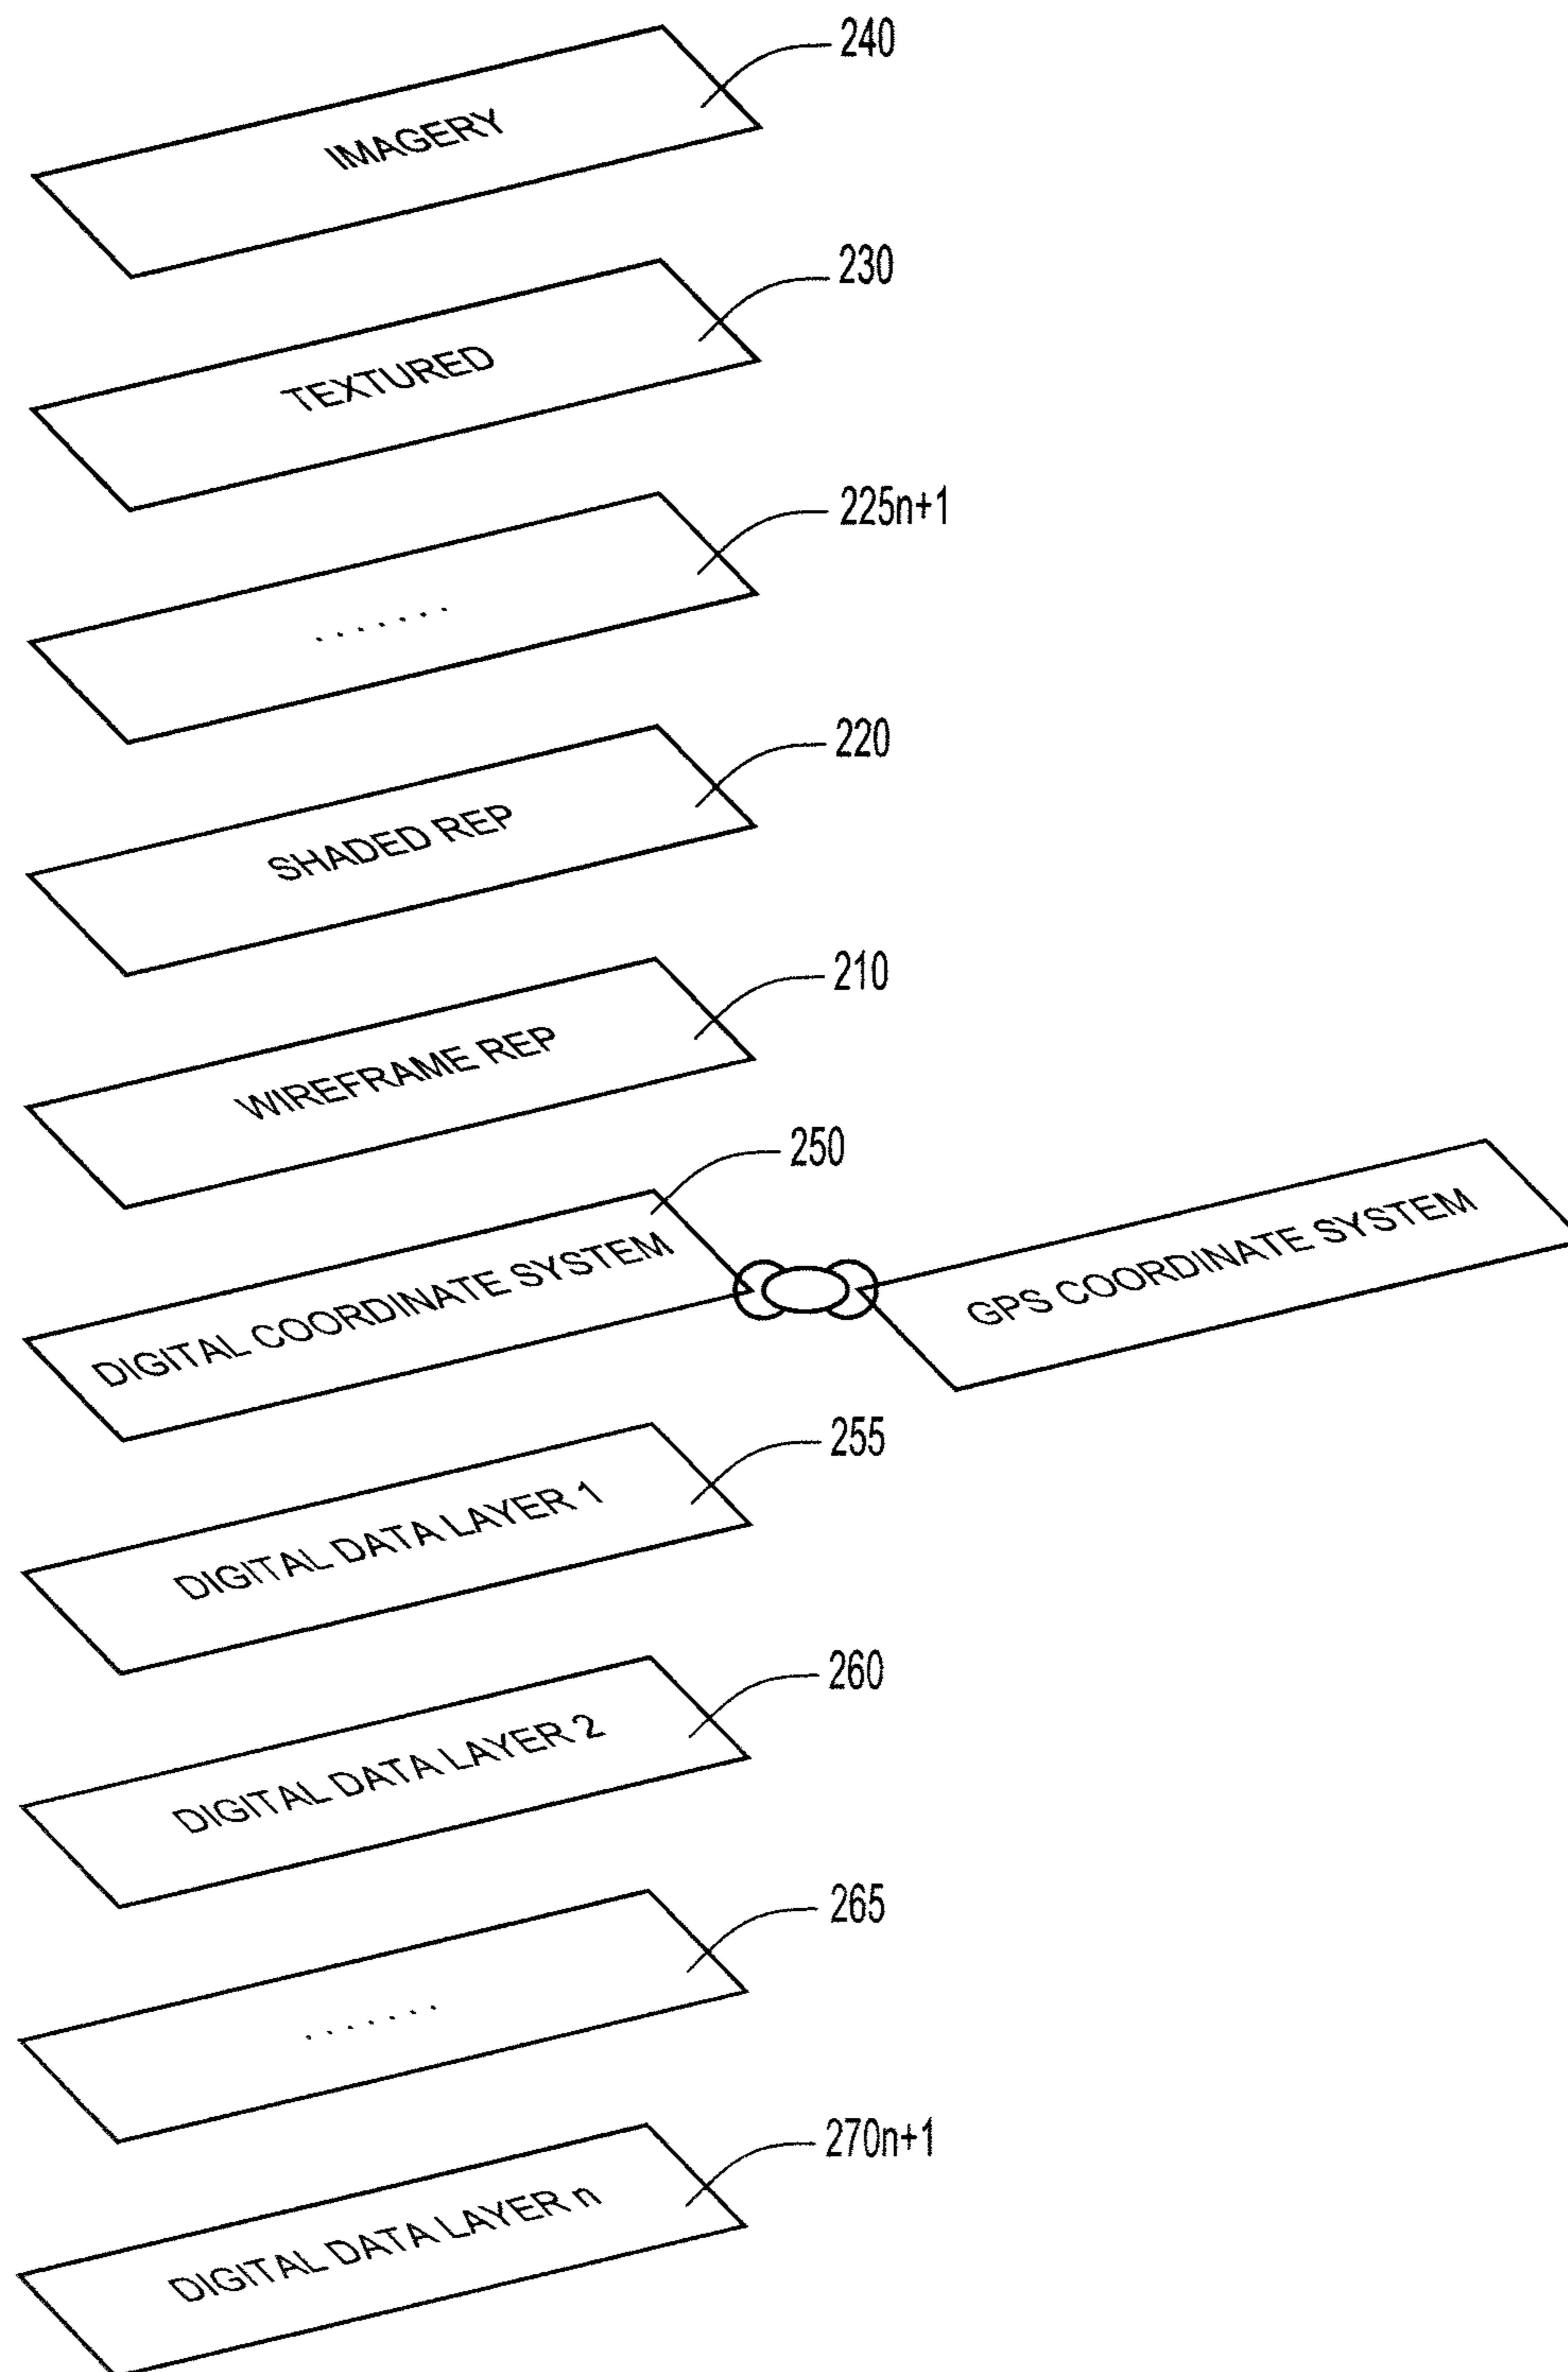 240
IMAGERY
230
TEXTURED
225n+1
.......
220
SHADED REP
210
WIREFRAME REP
250
DIGITAL COORDINATE SYSTEM
GPS COORDINATE SYSTEM
255
DIGITAL DATA LAYER 1
260
DIGITAL DATA LAYER 2
265
.......
270n+1
DIGITAL DATA LAYER n